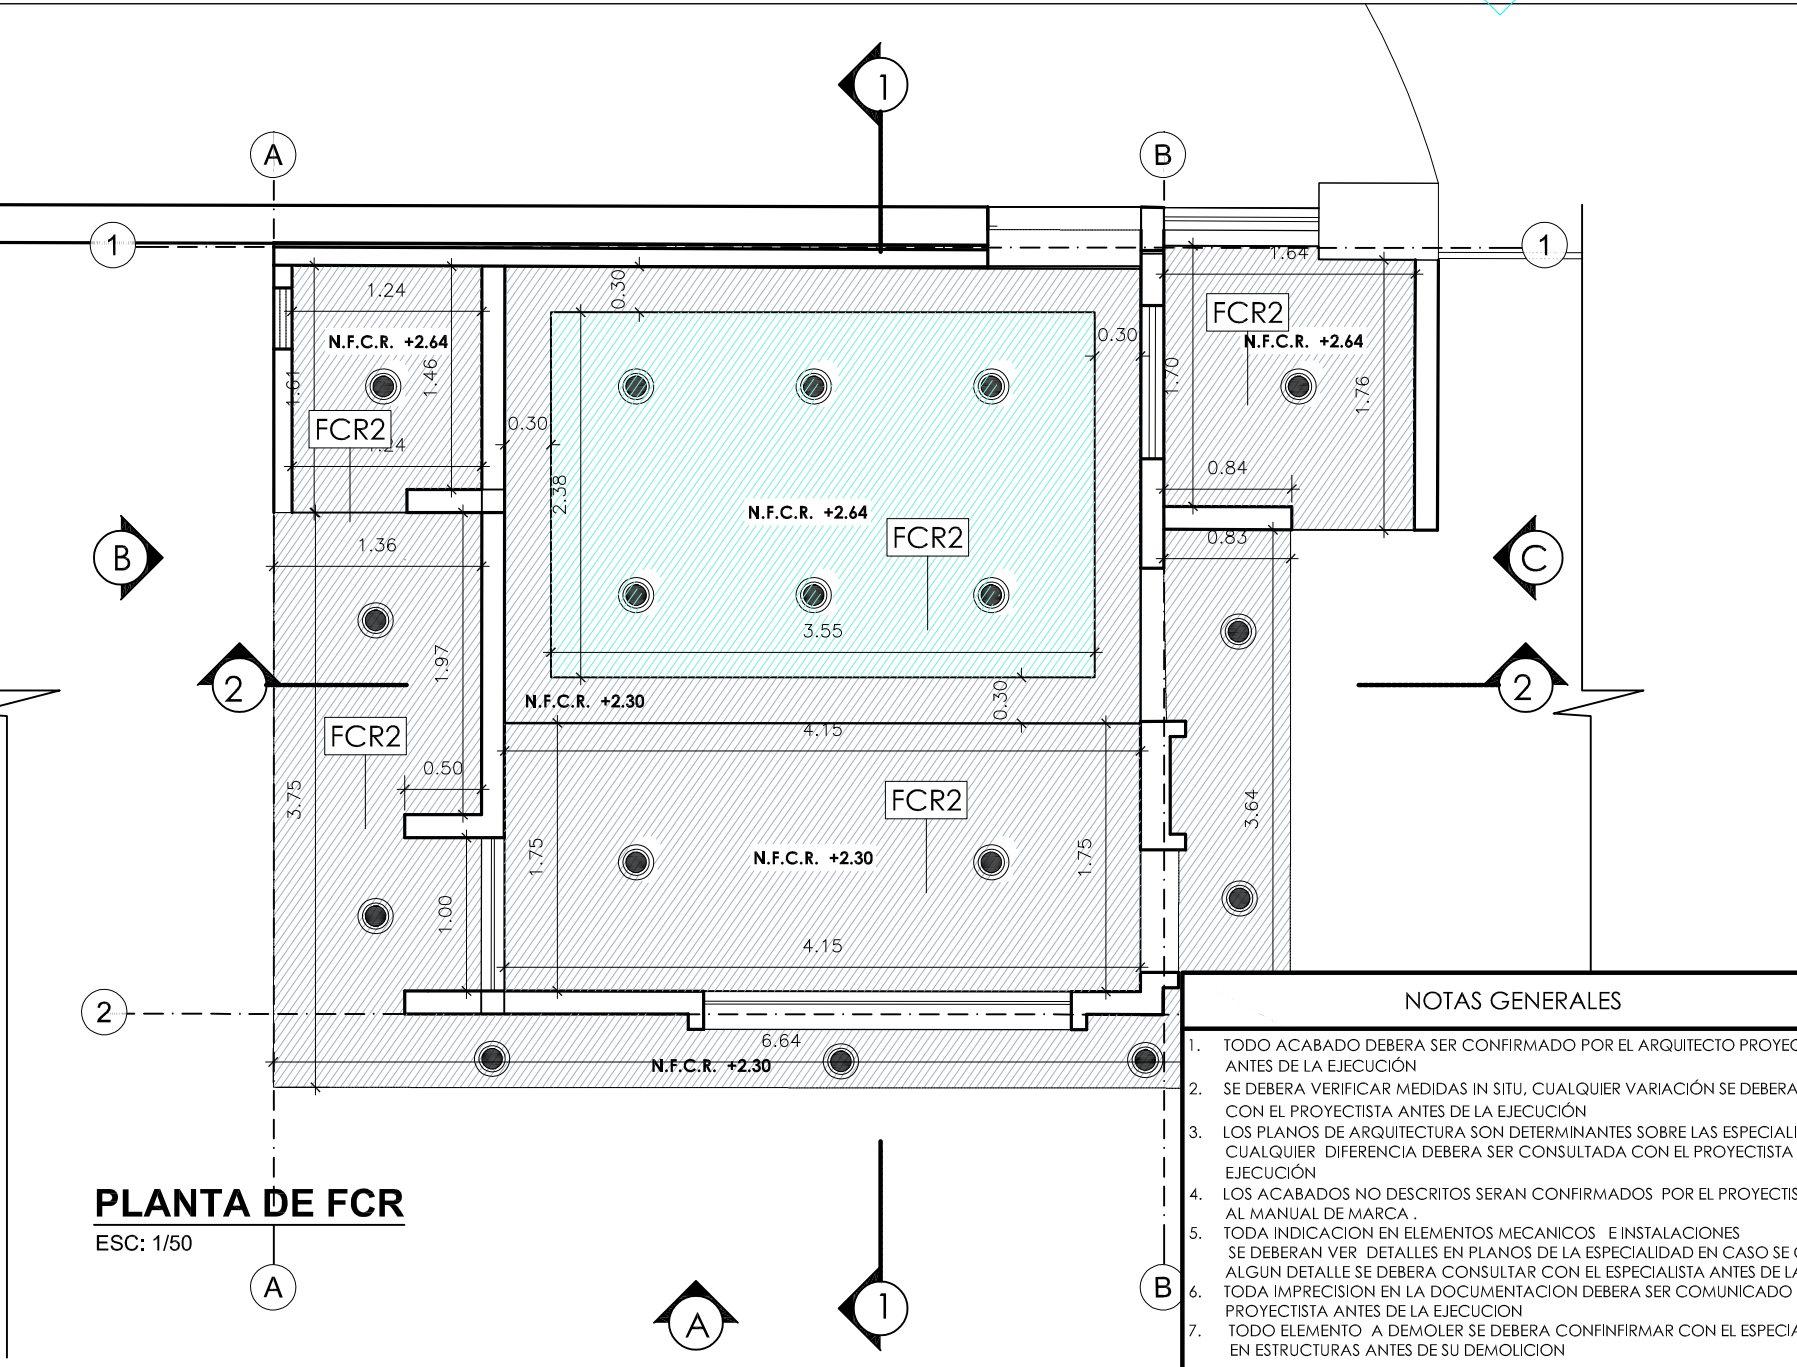 1
A
B
1
1
1.64
0.30
1.24
FCR2
0.30
N.F.C.R. +2.64
N.F.C.R. +2.64
1.61
1.46
1.70
1.76
FCR2
0.30
.24
0.84
2.38
N.F.C.R. +2.64
FCR2
1.36
0.83
B
C
3.55
1.97
2
2
0.30
N.F.C.R. +2.30
FCR2
4.15
0.50
3.75
FCR2
3.64
1.75
N.F.C.R. +2.30
1.75
1.00
4.15
2
6.64
N.F.C.R. +2.30
NOTAS GENERALES
1. TODO ACABADO DEBERA SER CONFIRMADO POR EL ARQUITECTO PROYEC
ANTES DE LA EJECUCIÓN
2. SE DEBERA VERIFICAR MEDIDAS IN SITU, CUALQUIER VARIACIÓN SE DEBERA
CON EL PROYECTISTA ANTES DE LA EJECUCIÓN
3. LOS PLANOS DE ARQUITECTURA SON DETERMINANTES SOBRE LAS ESPECIALI
CUALQUIER DIFERENCIA DEBERA SER CONSULTADA CON EL PROYECTISTA
EJECUCIÓN
4. LOS ACABADOS NO DESCRITOS SERAN CONFIRMADOS POR EL PROYECTIS
AL MANUAL DE MARCA .
5. TODA INDICACION EN ELEMENTOS MECANICOS E INSTALACIONES
SE DEBERAN VER DETALLES EN PLANOS DE LA ESPECIALIDAD EN CASO SE
ALGUN DETALLE SE DEBERA CONSULTAR CON EL ESPECIALISTA ANTES DE LA
6. TODA IMPRECISION EN LA DOCUMENTACION DEBERA SER COMUNICADO
PROYECTISTA ANTES DE LA EJECUCION
7. TODO ELEMENTO A DEMOLER SE DEBERA CONFINFIRMAR CON EL ESPECIA
EN ESTRUCTURAS ANTES DE SU DEMOLICION
PLANTA DE FCR
ESC: 1/50
A
B
A
1